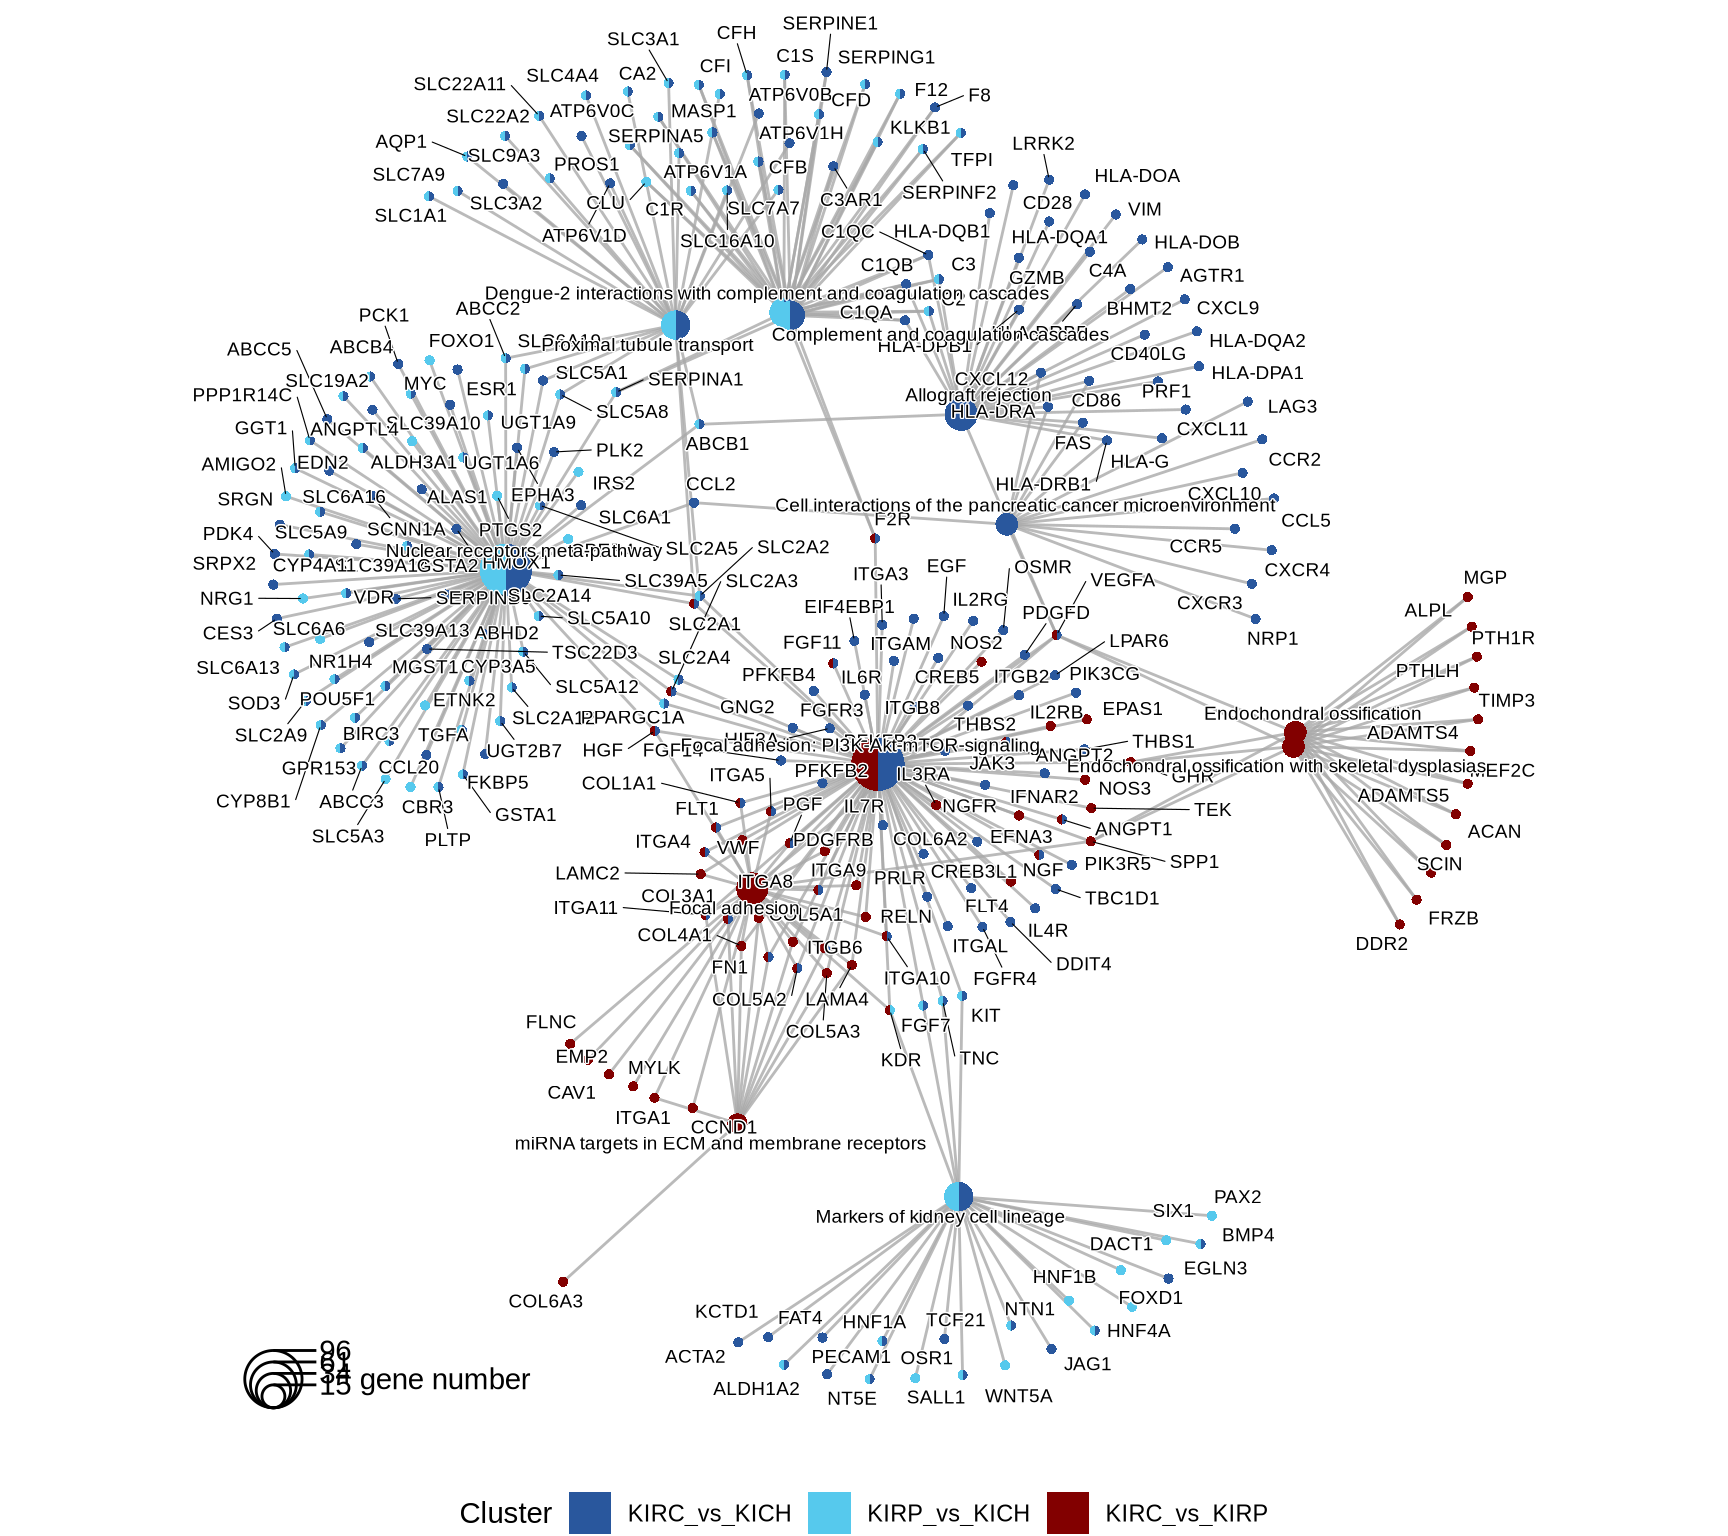 SERPINE1
CFH
SLC3A1
C1S
SERPING1
CFI
CA2
SLC4A4
SLC22A11
ATP6V0B
CFD
F12
F8
ATP6V0C
MASP1
SLC22A2
SERPINA5
ATP6V1H
KLKB1
AQP1
SLC9A3
PROS1
ATP6V1A
CFB
TFPI
LRRK2
SLC7A9
SLC3A2
CLU
C1R
SLC7A7
C3AR1
SERPINF2
HLA-DOA
SLC1A1
CD28
VIM
ATP6V1D
SLC16A10
C1QC
HLA-DQB1
HLA-DQA1
HLA-DOB
C1QB
C3
GZMB
C4A
AGTR1
Dengue-2 interactions with complement and coagulation cascades
C2
C1QA
BHMT2
CXCL9
ABCC2
PCK1
Complement and coagulation cascades
Proximal tubule transport
HLA-DPB1
HLA-DQA2
FOXO1
ABCB4
ABCC5
CD40LG
SLC19A2
MYC
ESR1
SLC5A1
SERPINA1
CXCL12
HLA-DPA1
PPP1R14C
Allograft rejection
PRF1
CD86
HLA-DRA
LAG3
SLC5A8
GGT1
ANGPTL4
SLC39A10
UGT1A9
ABCB1
FAS
CXCL11
AMIGO2
EDN2
ALDH3A1
UGT1A6
PLK2
HLA-G
CCR2
SRGN
SLC6A16
ALAS1
EPHA3
IRS2
CCL2
HLA-DRB1
CXCL10
Cell interactions of the pancreatic cancer microenvironment
PDK4
SLC5A9
SCNN1A
PTGS2
SLC6A1
F2R
CCL5
Nuclear receptors meta-pathway
SLC2A5
SLC2A2
CCR5
SRPX2
CYP4A11
GSTA2
HMOX1
ITGA3
EGF
OSMR
VEGFA
CXCR4
MGP
NRG1
VDR
SLC2A14
SLC39A5
SLC2A3
EIF4EBP1
IL2RG
PDGFD
CXCR3
ALPL
CES3
SLC6A6
SLC39A13
ABHD2
SLC5A10
SLC2A1
FGF11
ITGAM
NOS2
LPAR6
NRP1
PTH1R
SLC6A13
NR1H4
MGST1
CYP3A5
TSC22D3
SLC2A4
PFKFB4
IL6R
CREB5
ITGB2
PIK3CG
PTHLH
SOD3
POU5F1
ETNK2
SLC5A12
GNG2
FGFR3
ITGB8
THBS2
IL2RB
EPAS1
TIMP3
SLC2A9
BIRC3
TGFA
SLC2A12
PPARGC1A
Endochondral ossification
ADAMTS4
GPR153
CCL20
UGT2B7
HGF
FGF14
Focal adhesion: PI3K-Akt-mTOR-signaling
ANGPT2
THBS1
CYP8B1
ABCC3
CBR3
FKBP5
COL1A1
ITGA5
PFKFB2
IL3RA
JAK3
Endochondral ossification with skeletal dysplasias
GHR
MEF2C
SLC5A3
PLTP
GSTA1
FLT1
PGF
IL7R
NGFR
IFNAR2
NOS3
TEK
ADAMTS5
ITGA4
VWF
PDGFRB
COL6A2
EFNA3
ANGPT1
ACAN
LAMC2
ITGA8
ITGA9
PRLR
CREB3L1
NGF
PIK3R5
SPP1
SCIN
ITGA11
COL3A1
Focal adhesion
COL5A1
RELN
FLT4
TBC1D1
FRZB
COL4A1
ITGB6
ITGAL
IL4R
DDR2
FN1
ITGA10
FGFR4
DDIT4
COL5A2
LAMA4
FLNC
COL5A3
FGF7
KIT
EMP2
MYLK
KDR
TNC
CAV1
ITGA1
CCND1
miRNA targets in ECM and membrane receptors
Markers of kidney cell lineage
SIX1
PAX2
DACT1
BMP4
HNF1B
EGLN3
COL6A3
KCTD1
FAT4
HNF1A
TCF21
NTN1
FOXD1
HNF4A
ACTA2
PECAM1
OSR1
JAG1
ALDH1A2
NT5E
SALL1
WNT5A
96
61
34
15
gene number
Cluster
KIRC_vs_KICH
KIRP_vs_KICH
KIRC_vs_KIRP